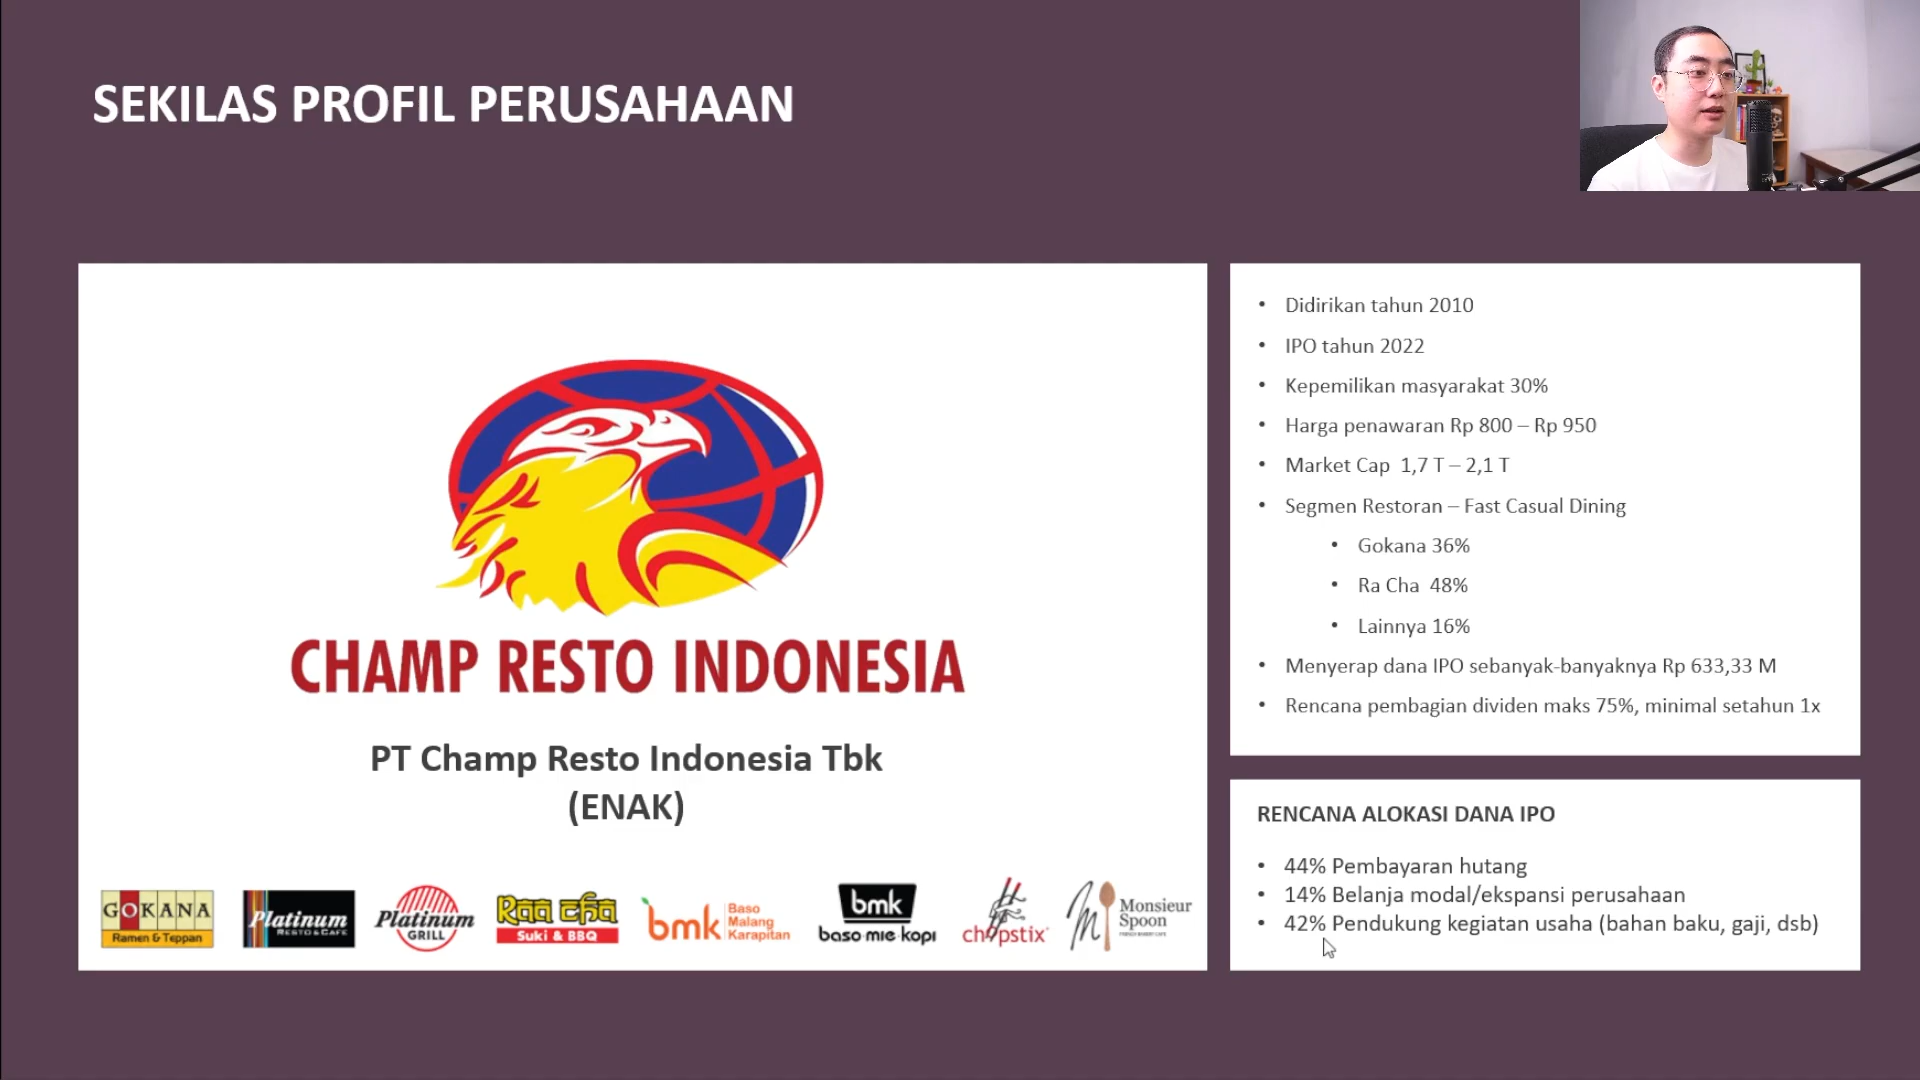 SEKILAS PROFIL PERUSAHAAN
CHAMP RESTO INDONESIA
PT Champ Resto Indonesia Tbk
(ENAK)
GOKANA
Ramen & Teppan
Platinum
RESTO & CAFE
Platinum
GRILL
Raa cha
Suki & BBQ
bmk
Baso
Malang
Karapitan
bmk
baso·mie·kopi
chopstix
M
Monsieur
Spoon
• Didirikan tahun 2010
• IPO tahun 2022
• Kepemilikan masyarakat 30%
• Harga penawaran Rp 800 – Rp 950
• Market Cap 1,7 T – 2,1 T
• Segmen Restoran – Fast Casual Dining
• Gokana 36%
• Ra Cha 48%
• Lainnya 16%
• Menyerap dana IPO sebanyak-banyaknya Rp 633,33 M
• Rencana pembagian dividen maks 75%, minimal setahun 1x
RENCANA ALOKASI DANA IPO
• 44% Pembayaran hutang
• 14% Belanja modal/ekspansi perusahaan
• 42% Pendukung kegiatan usaha (bahan baku, gaji, dsb)